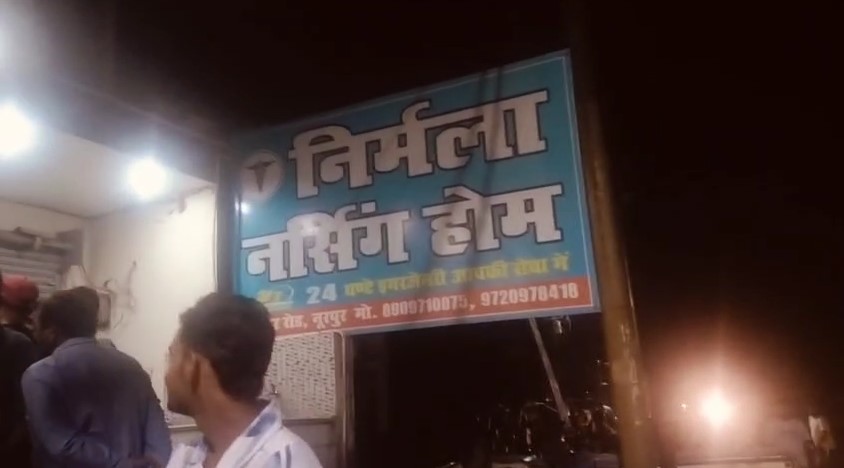 निर्मला
नर्सिंग होम
24 घण्टे इमरजेन्सी आपकी सेवा में
रोड, नूरपुर मो. 8909710075, 9720978418